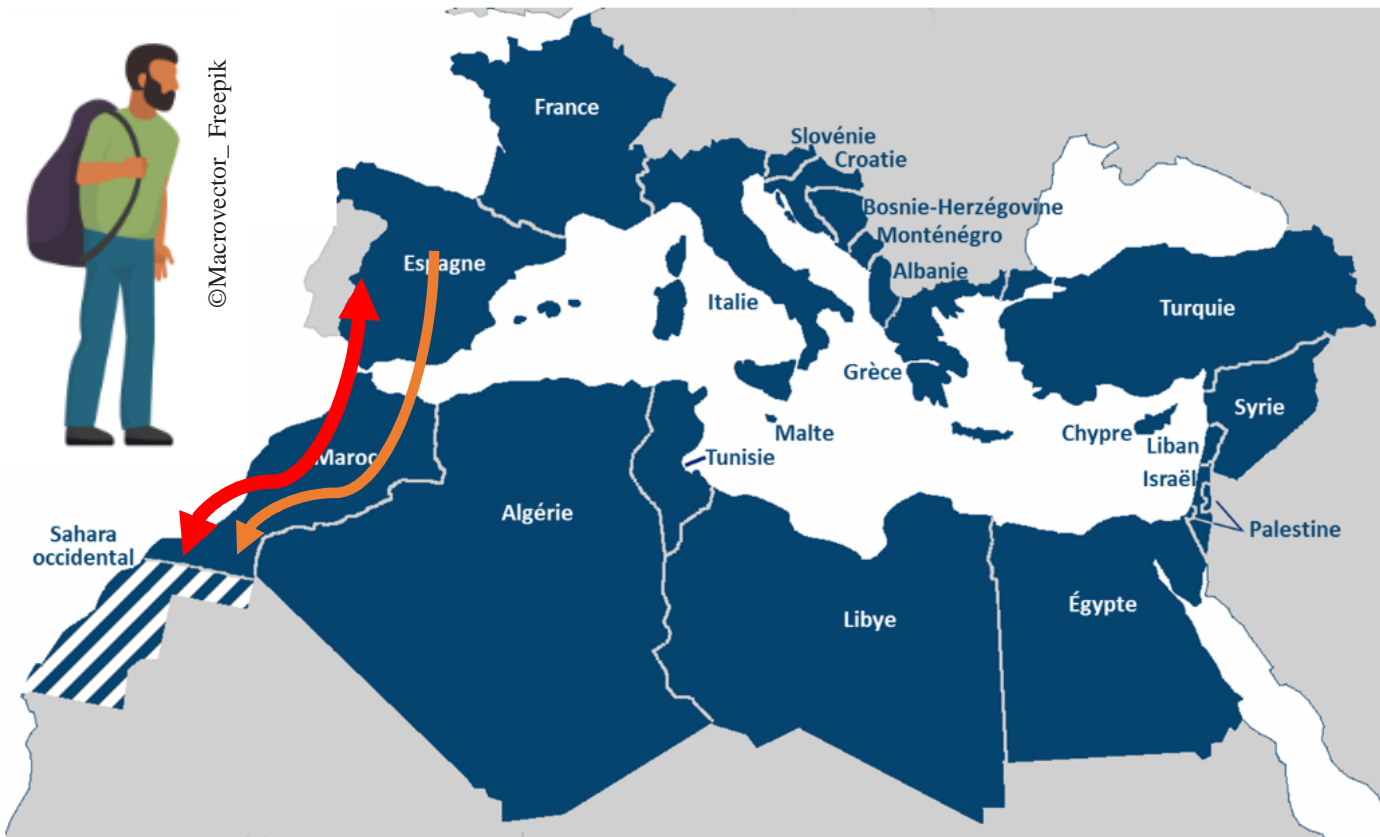 ©Macrovector_ Freepik
France
Slovénie
Croatie
Bosnie-Herzégovine
Monténégro
Albanie
Espagne
Italie
Turquie
Grèce
Syrie
Malte
Chypre
Liban
Maroc
Tunisie
Israël
Algérie
Sahara
occidental
Palestine
Libye
Égypte